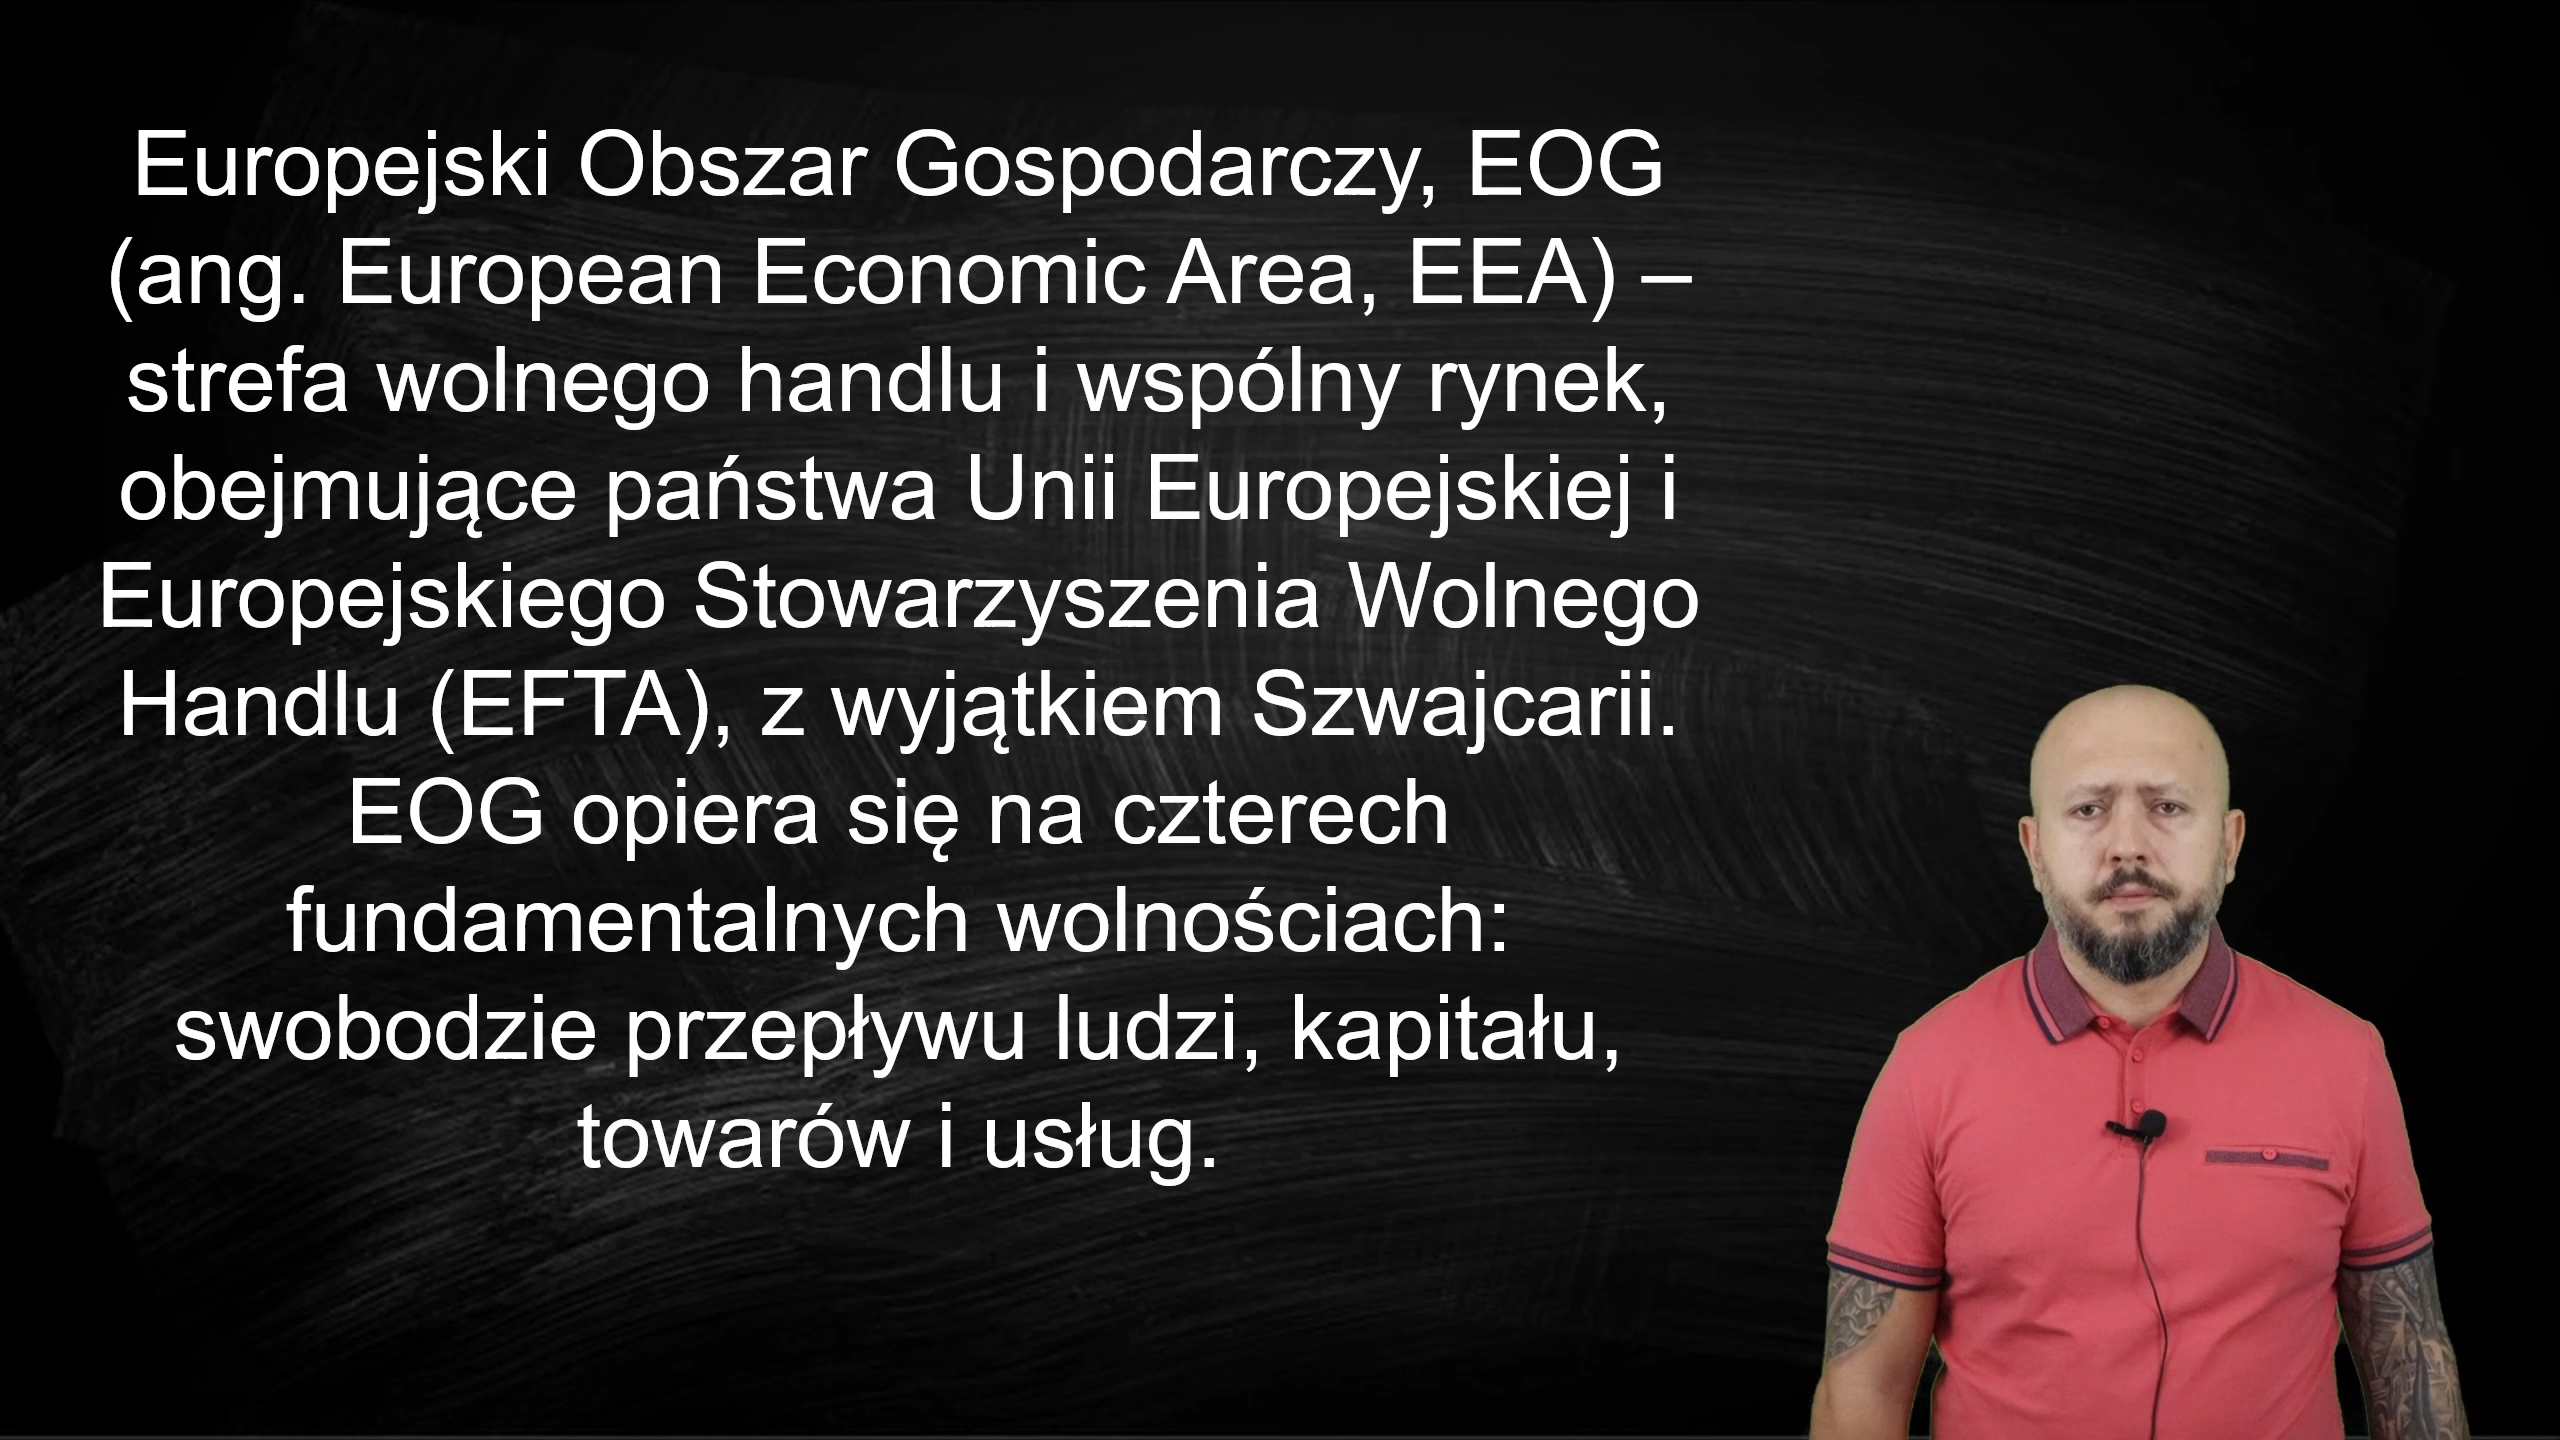 Europejski Obszar Gospodarczy, EOG
(ang. European Economic Area, EEA) –
strefa wolnego handlu i wspólny rynek,
obejmujące państwa Unii Europejskiej i
Europejskiego Stowarzyszenia Wolnego
Handlu (EFTA), z wyjątkiem Szwajcarii.
EOG opiera się na czterech
fundamentalnych wolnościach:
swobodzie przepływu ludzi, kapitału,
towarów i usług.